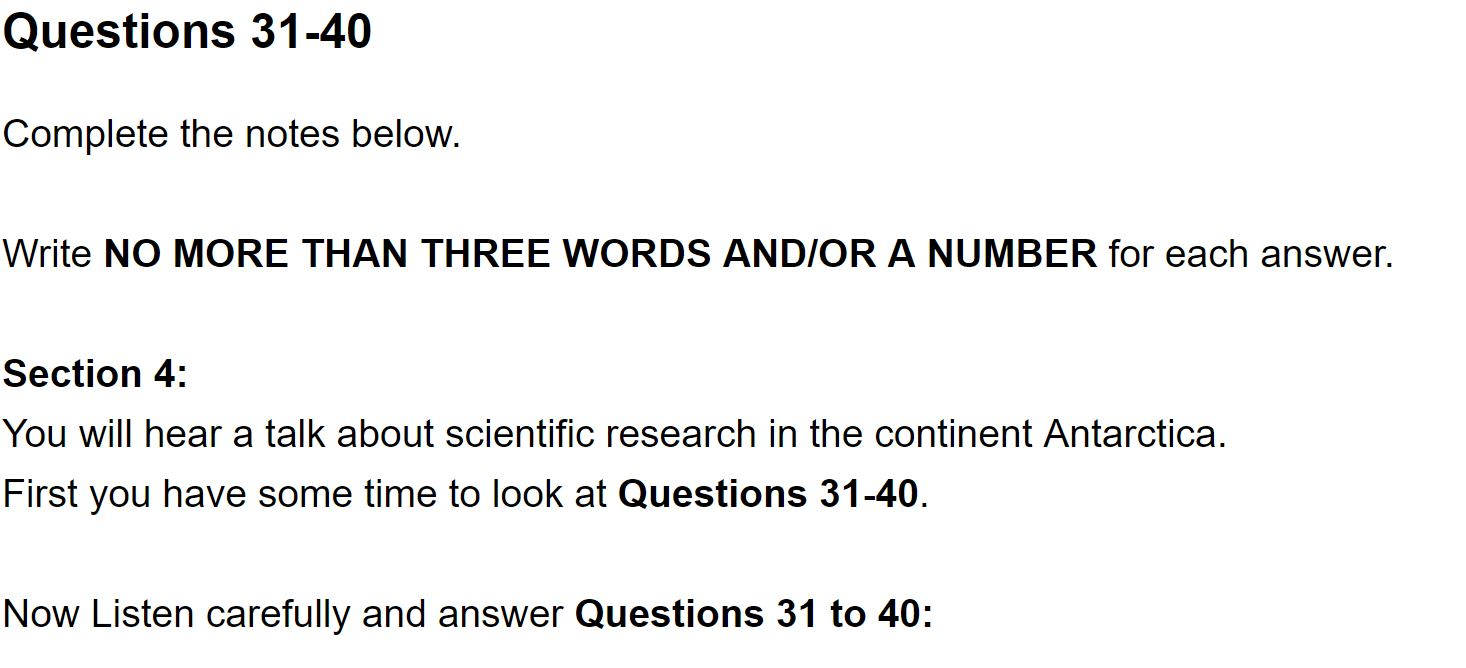 Questions 31-40
Complete the notes below.
Write NO MORE THAN THREE WORDS AND/OR A NUMBER for each answer.
Section 4:
You will hear a talk about scientific research in the continent Antarctica.
First you have some time to look at Questions 31-40.
Now Listen carefully and answer Questions 31 to 40: